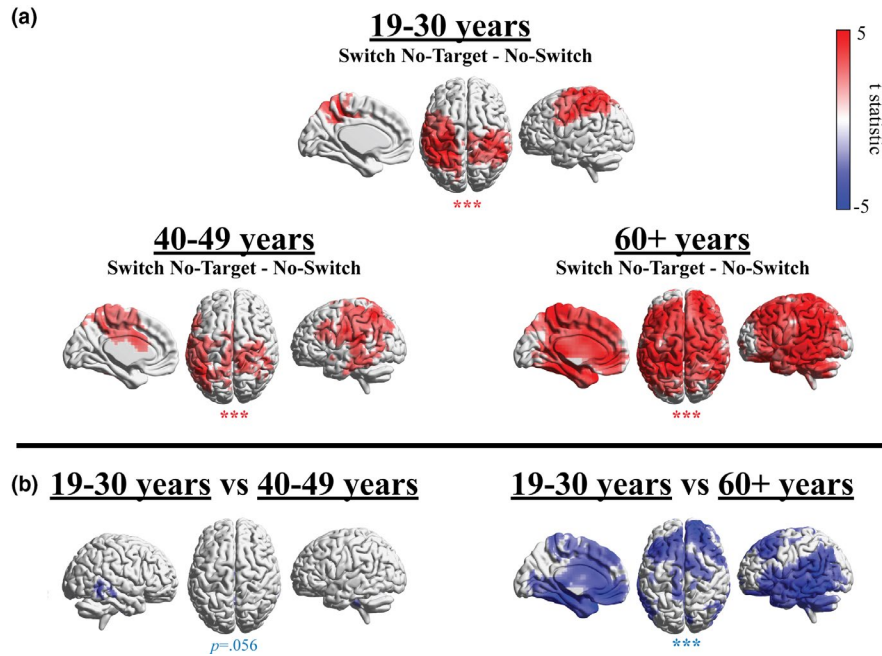 (a)
19-30 years
Switch No-Target - No-Switch
***
5
t statistic
-5
40-49 years
Switch No-Target - No-Switch
***
60+ years
Switch No-Target - No-Switch
***
(b)
19-30 years vs 40-49 years
p=.056
19-30 years vs 60+ years
***